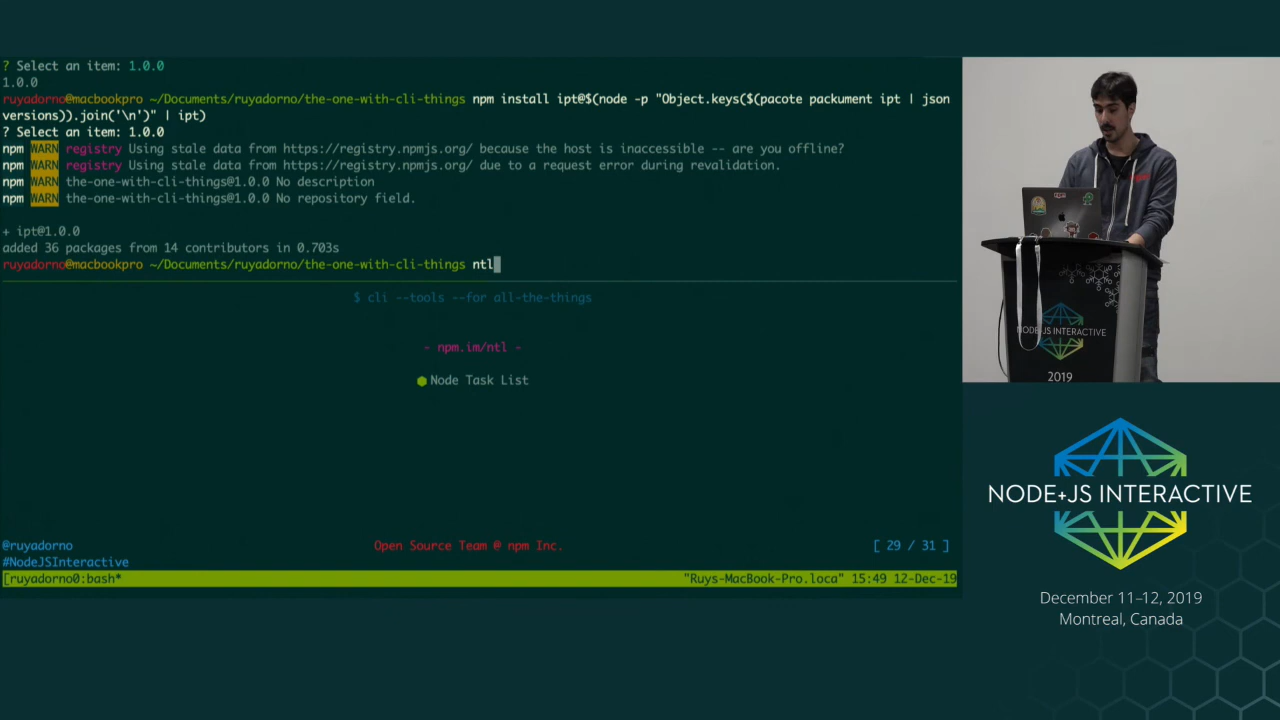 ? Select an item: 1.0.0
1.0.0
ruyadorno@macbookpro ~/Documents/ruyadorno/the-one-with-cli-things npm install ipt@$(node -p "Object.keys($(pacote packument ipt | json
versions)).join('\n')" | ipt)
? Select an item: 1.0.0
npm WARN registry Using stale data from https://registry.npmjs.org/ because the host is inaccessible -- are you offline?
npm WARN registry Using stale data from https://registry.npmjs.org/ due to a request error during revalidation.
npm WARN the-one-with-cli-things@1.0.0 No description
npm WARN the-one-with-cli-things@1.0.0 No repository field.
+ ipt@1.0.0
added 36 packages from 14 contributors in 0.703s
ruyadorno@macbookpro ~/Documents/ruyadorno/the-one-with-cli-things ntl
$ cli --tools --for all-the-things
- npm.im/ntl -
Node Task List
@ruyadorno
#NodeJSInteractive
Open Source Team @ npm Inc.
[ 29 / 31 ]
[ruyadorno0:bash* "Ruys-MacBook-Pro.loca" 15:49 12-Dec-19
NODE+JS INTERACTIVE
2019
NODE+JS INTERACTIVE
December 11–12, 2019
Montreal, Canada